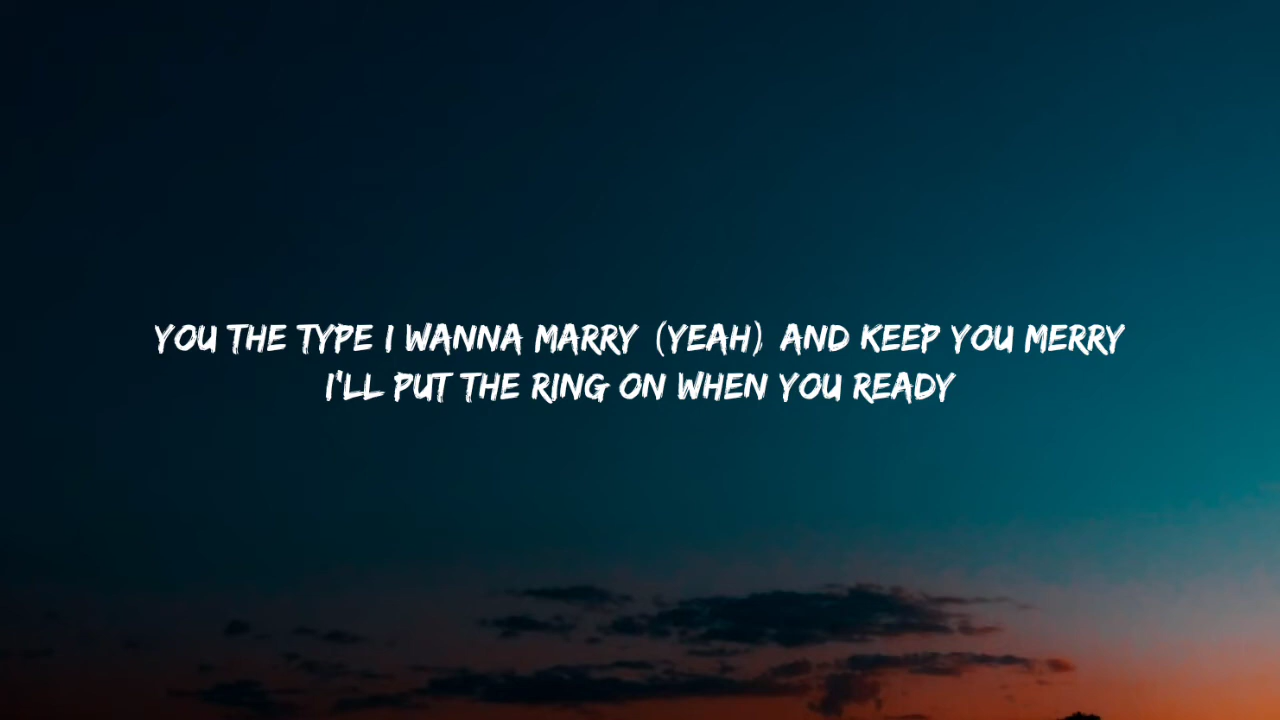 YOU THE TYPE I WANNA MARRY (YEAH) AND KEEP YOU MERRY
I'LL PUT THE RING ON WHEN YOU READY